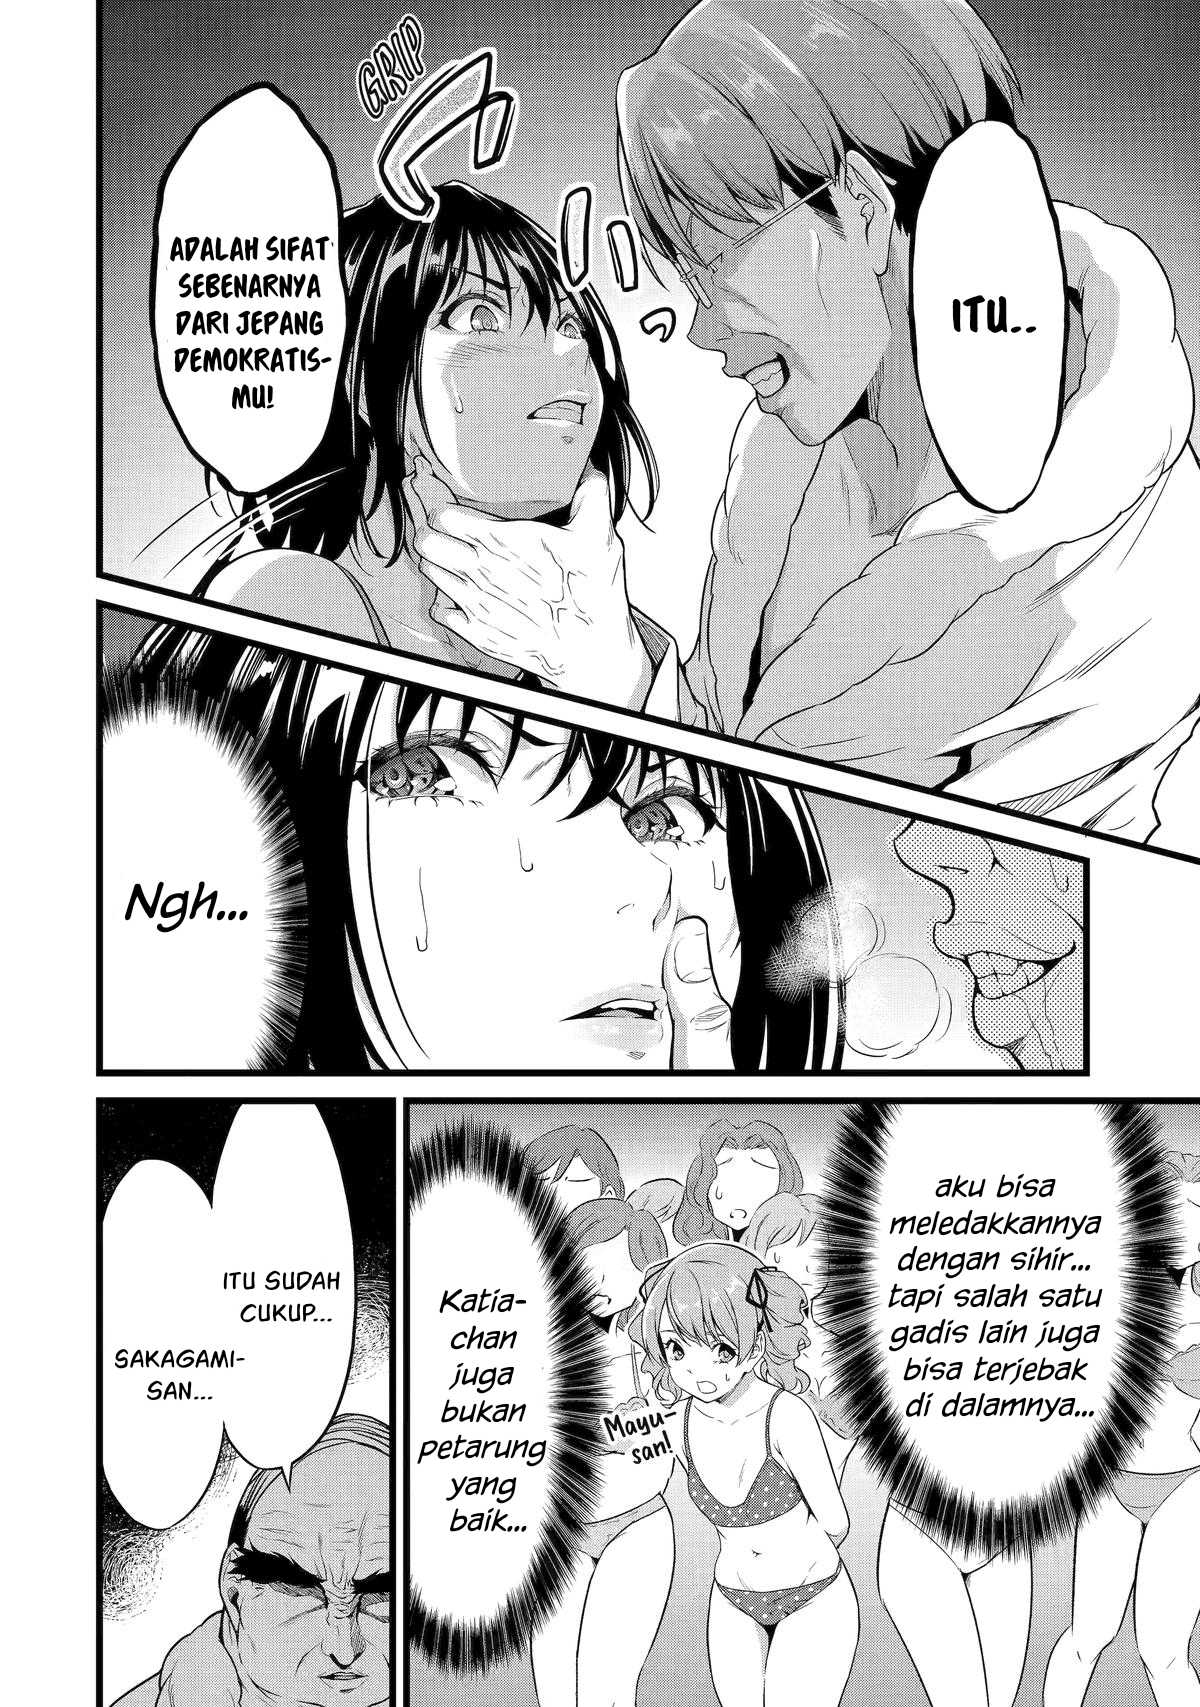 GRIP
ITU..
ADALAH SIFAT
SEBENARNYA
DARI JEPANG
DEMOKRATIS-
MU!
Ngh...
aku bisa
meledakkannya
dengan sihir...
tapi salah satu
gadis lain juga
bisa terjebak
di dalamnya...
Mayu-
san!
Katia-
chan
juga
bukan
petarung
yang
baik...
ITU SUDAH
CUKUP...
SAKAGAMI-
SAN...